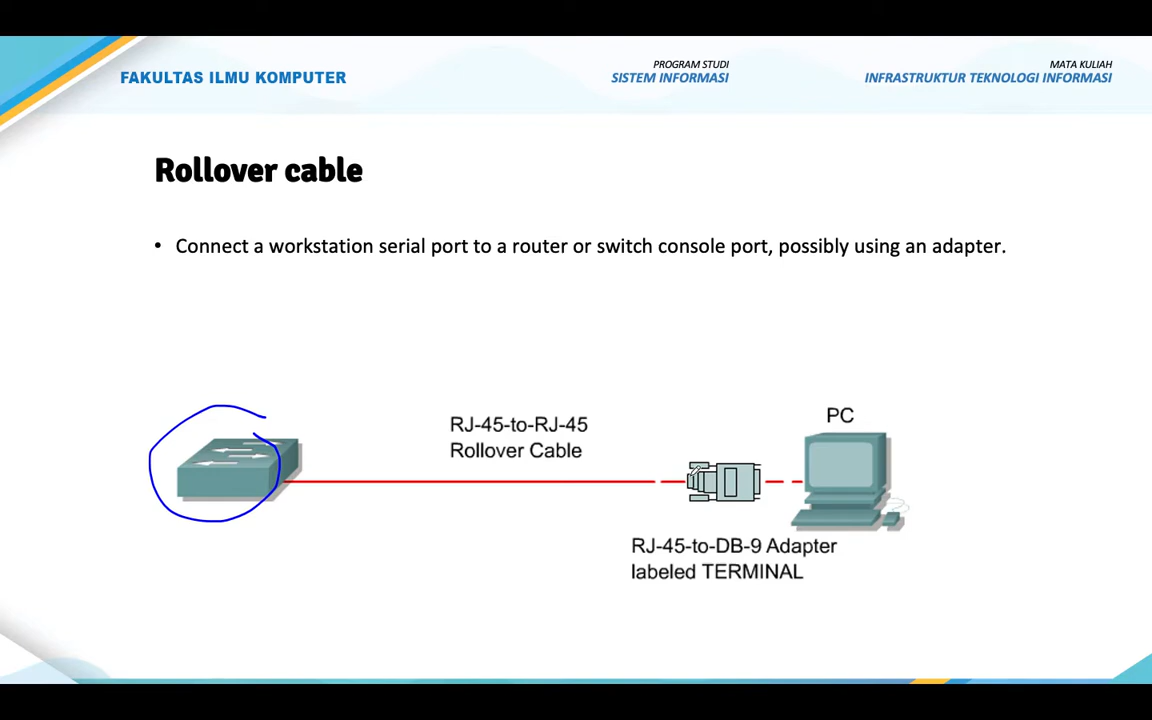 FAKULTAS ILMU KOMPUTER
PROGRAM STUDI
SISTEM INFORMASI
MATA KULIAH
INFRASTRUKTUR TEKNOLOGI INFORMASI
Rollover cable
• Connect a workstation serial port to a router or switch console port, possibly using an adapter.
RJ-45-to-RJ-45
Rollover Cable
PC
RJ-45-to-DB-9 Adapter
labeled TERMINAL